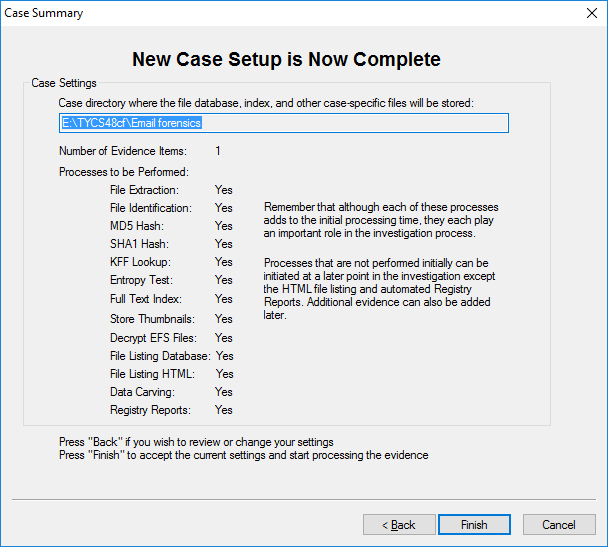 Case Summary
New Case Setup is Now Complete
Case Settings
Case directory where the file database, index, and other case-specific files will be stored:
E:\TYCS48cf\Email forensics
Number of Evidence Items: 1
Processes to be Performed:
File Extraction: Yes
File Identification: Yes
MD5 Hash: Yes
SHA1 Hash: Yes
KFF Lookup: Yes
Entropy Test: Yes
Full Text Index: Yes
Store Thumbnails: Yes
Decrypt EFS Files: Yes
File Listing Database: Yes
File Listing HTML: Yes
Data Carving: Yes
Registry Reports: Yes
Remember that although each of these processes
adds to the initial processing time, they each play
an important role in the investigation process.
Processes that are not performed initially can be
initiated at a later point in the investigation except
the HTML file listing and automated Registry
Reports. Additional evidence can also be added
later.
Press "Back" if you wish to review or change your settings
Press "Finish" to accept the current settings and start processing the evidence
< Back
Finish
Cancel